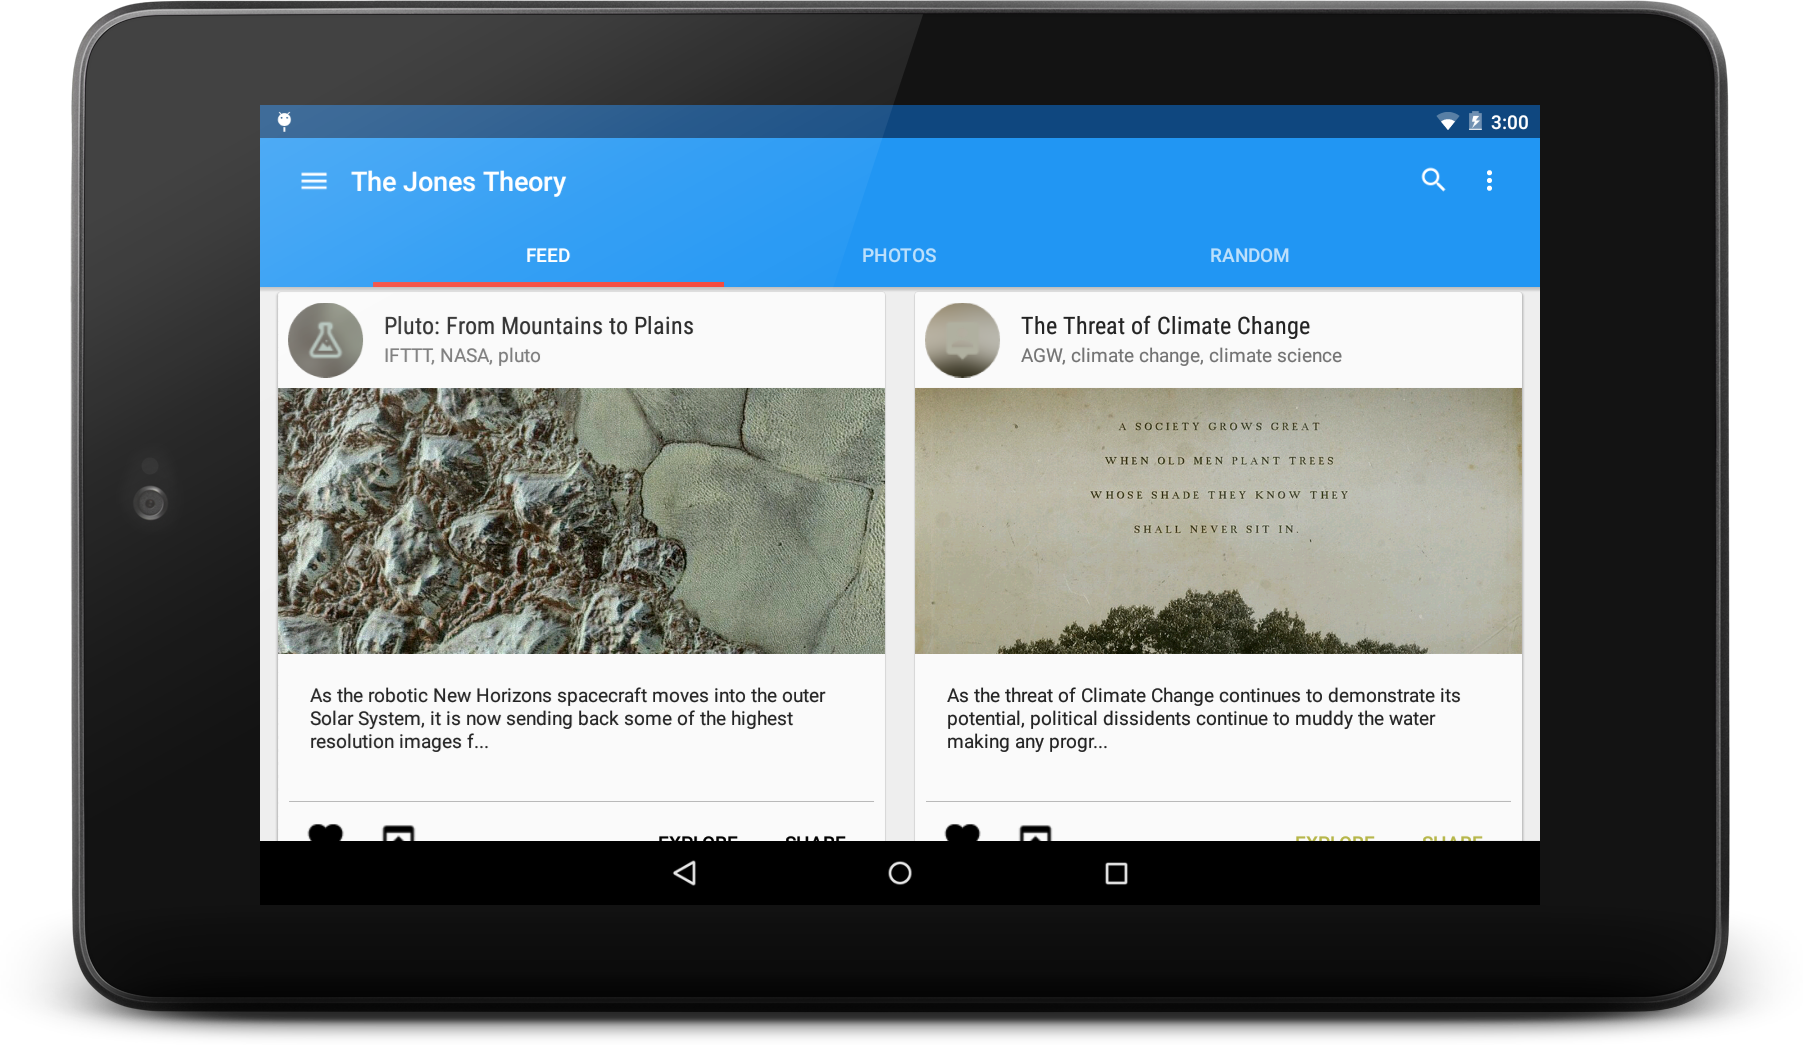 3:00
The Jones Theory
FEED PHOTOS RANDOM
Pluto: From Mountains to Plains
IFTTT, NASA, pluto
As the robotic New Horizons spacecraft moves into the outer
Solar System, it is now sending back some of the highest
resolution images f...
EXPLORE SHARE
The Threat of Climate Change
AGW, climate change, climate science
A SOCIETY GROWS GREAT
WHEN OLD MEN PLANT TREES
WHOSE SHADE THEY KNOW THEY
SHALL NEVER SIT IN.
As the threat of Climate Change continues to demonstrate its
potential, political dissidents continue to muddy the water
making any progr...
EXPLORE SHARE